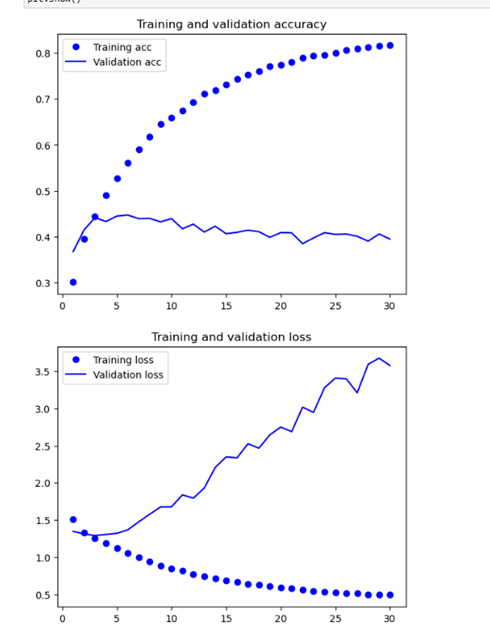 plt.show()
Training and validation accuracy
Training acc
Validation acc
0.8
0.7
0.6
0.5
0.4
0.3
0 5 10 15 20 25 30
Training and validation loss
Training loss
Validation loss
3.5
3.0
2.5
2.0
1.5
1.0
0.5
0 5 10 15 20 25 30